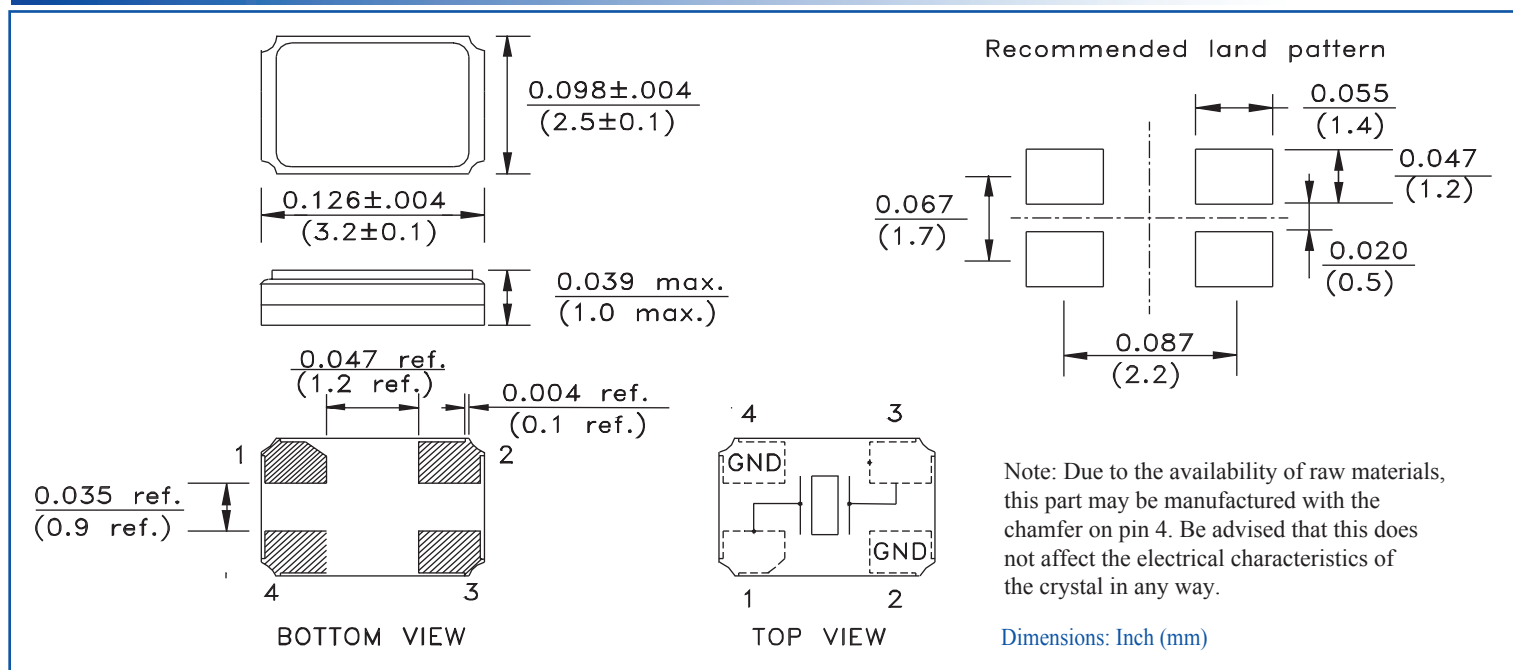 0.098±.004
(2.5±0.1)
0.126±.004
(3.2±0.1)
0.039 max.
(1.0 max.)
0.047 ref.
(1.2 ref.)
0.004 ref.
(0.1 ref.)
1
2
0.035 ref.
(0.9 ref.)
4
3
BOTTOM VIEW
4
3
GND
GND
1
2
TOP VIEW
Recommended land pattern
0.055
(1.4)
0.047
(1.2)
0.067
(1.7)
0.020
(0.5)
0.087
(2.2)
Note: Due to the availability of raw materials,
this part may be manufactured with the
chamfer on pin 4. Be advised that this does
not affect the electrical characteristics of
the crystal in any way.
Dimensions: Inch (mm)